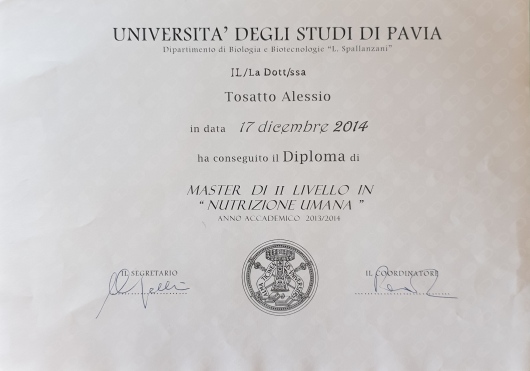 UNIVERSITA' DEGLI STUDI DI PAVIA
Dipartimento di Biologia e Biotecnologie "L. Spallanzani"
IL/La Dott/ssa
Tosatto Alessio
in data 17 dicembre 2014
ha conseguito il Diploma di
MASTER DI II LIVELLO IN
" NUTRIZIONE UMANA "
ANNO ACCADEMICO 2013/2014
IL SEGRETARIO
IL COORDINATORE